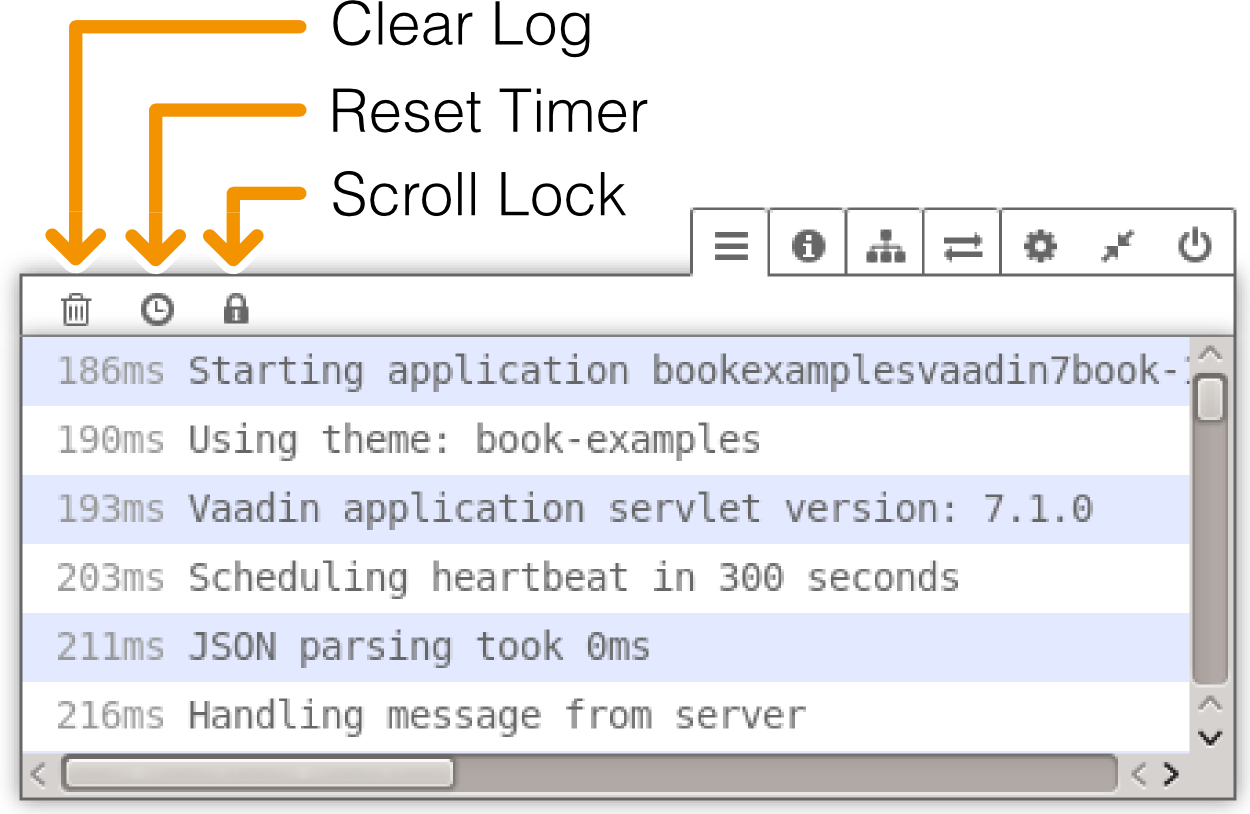 Clear Log
Reset Timer
Scroll Lock
186ms Starting application bookexamplesvaadin7book-
190ms Using theme: book-examples
193ms Vaadin application servlet version: 7.1.0
203ms Scheduling heartbeat in 300 seconds
211ms JSON parsing took 0ms
216ms Handling message from server